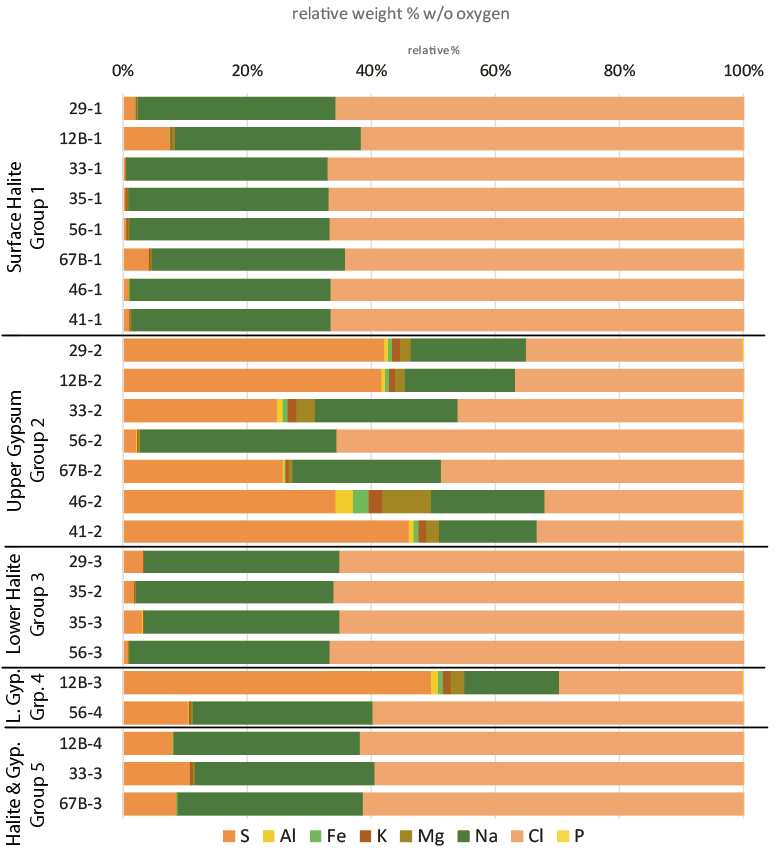 relative weight % w/o oxygen
relative %
0% 20% 40% 60% 80% 100%
Surface Halite
Group 1
29-1
12B-1
33-1
35-1
56-1
67B-1
46-1
41-1
Upper Gypsum
Group 2
29-2
12B-2
33-2
56-2
67B-2
46-2
41-2
Lower Halite
Group 3
29-3
35-2
35-3
56-3
L. Gyp.
Grp. 4
12B-3
56-4
Halite & Gyp.
Group 5
12B-4
33-3
67B-3
S Al Fe K Mg Na Cl P